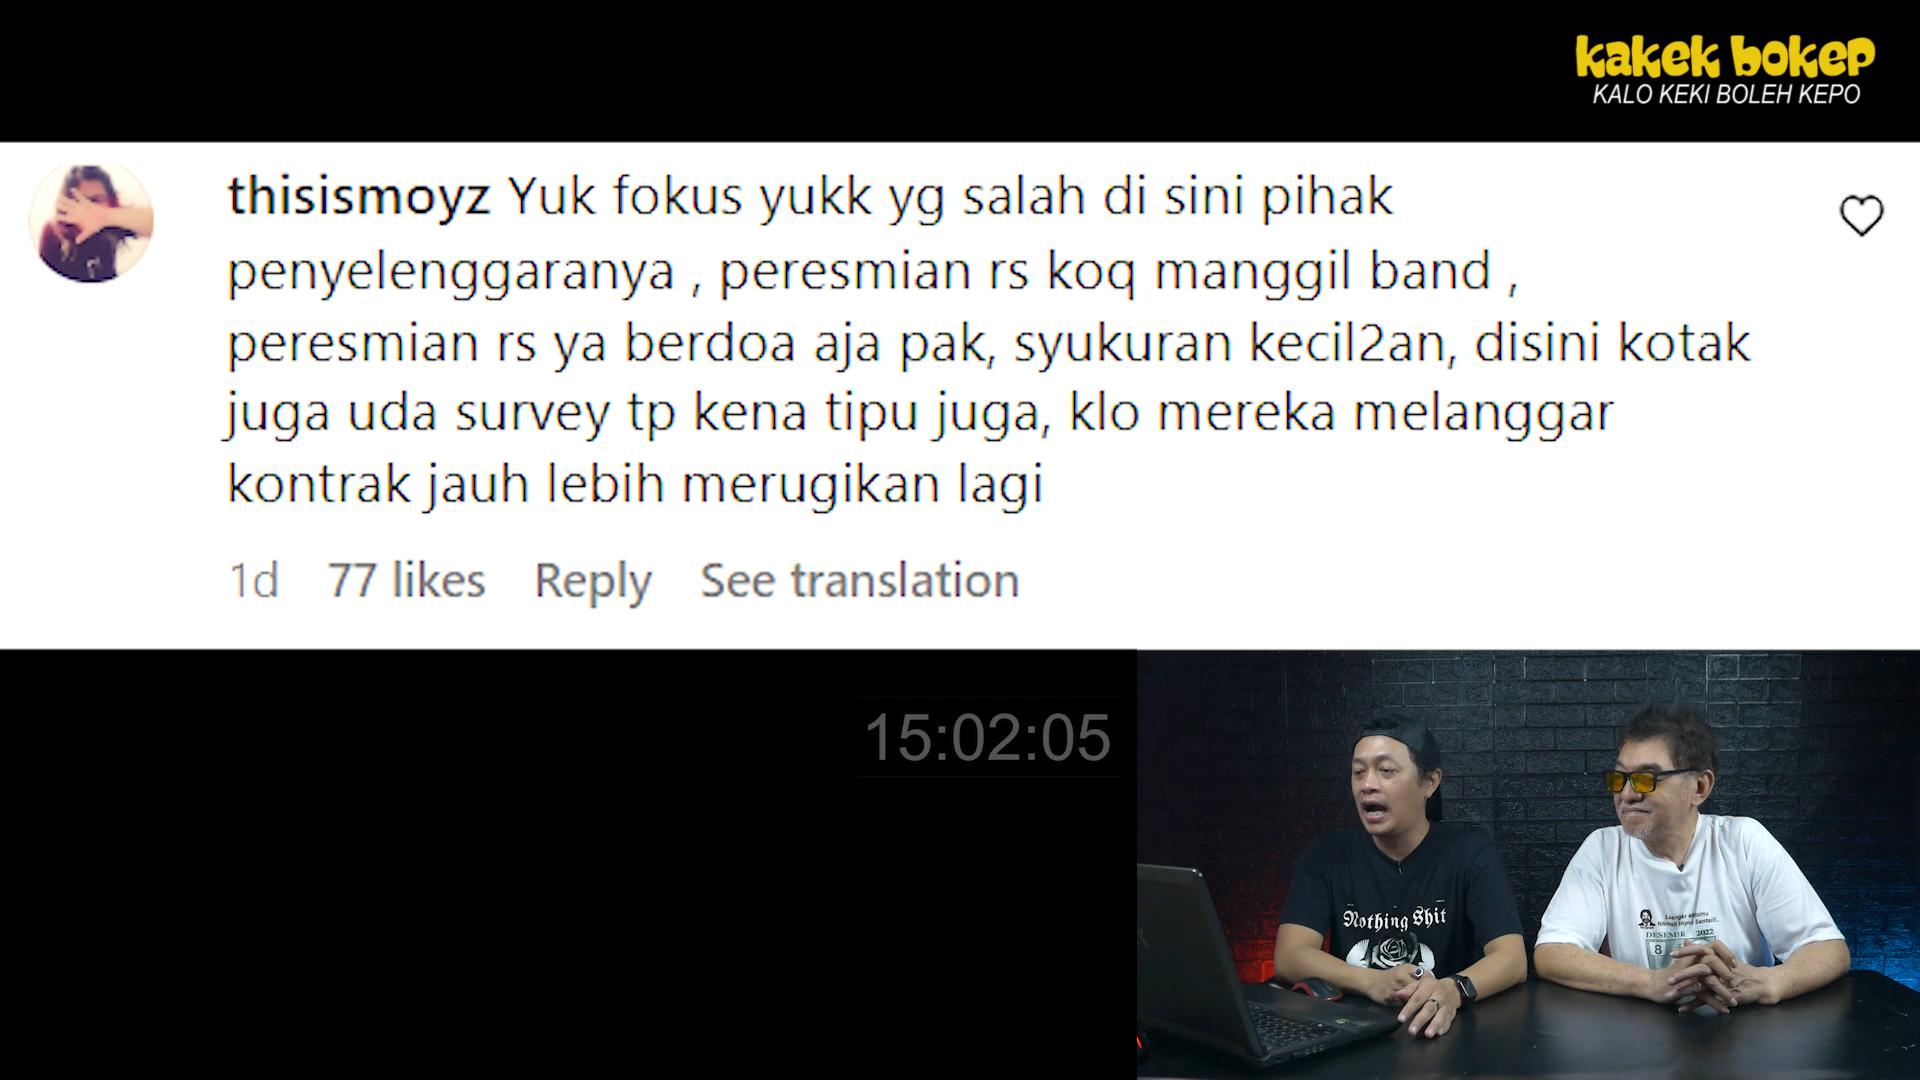 kakek bokep
KALO KEKI BOLEH KEPO
thisismoyz Yuk fokus yukk yg salah di sini pihak
penyelenggaranya , peresmian rs koq manggil band ,
peresmian rs ya berdoa aja pak, syukuran kecil2an, disini kotak
juga uda survey tp kena tipu juga, klo mereka melanggar
kontrak jauh lebih merugikan lagi
1d 77 likes Reply See translation
15:02:05
Nothing Shit
DESEMIR 2022
8